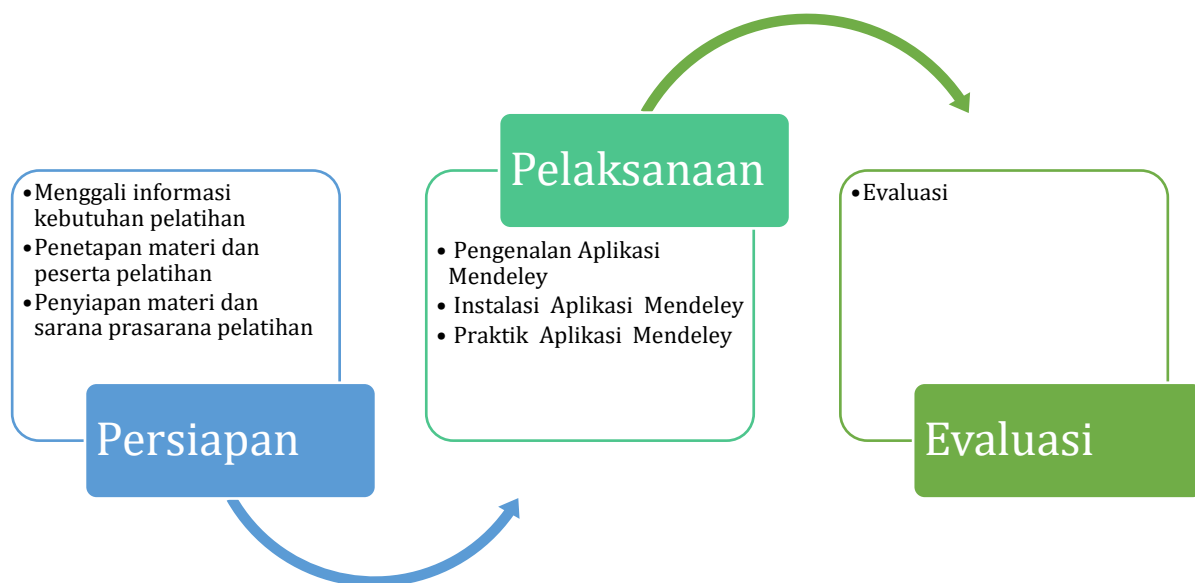 •Menggali informasi
kebutuhan pelatihan
•Penetapan materi dan
peserta pelatihan
•Penyiapan materi dan
sarana prasarana pelatihan
Persiapan
Pelaksanaan
• Pengenalan Aplikasi
Mendeley
• Instalasi Aplikasi Mendeley
• Praktik Aplikasi Mendeley
•Evaluasi
Evaluasi